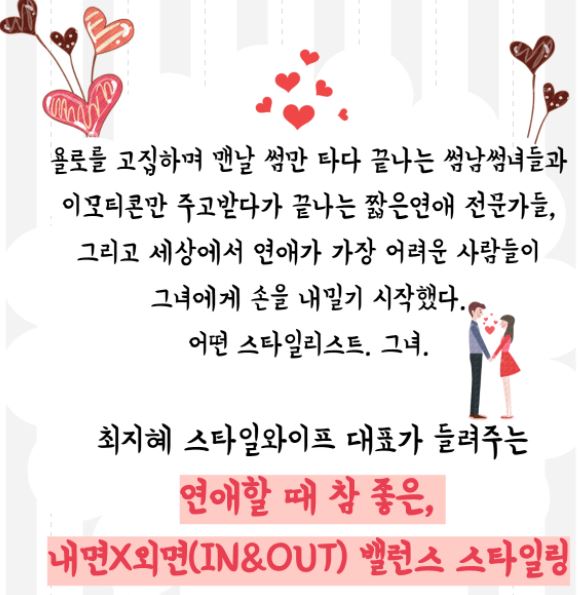 욜로를 고집하며 맨날 썸만 타다 끝나는 썸남썸녀들과
이모티콘만 주고받다가 끝나는 짧은연애 전문가들,
그리고 세상에서 연애가 가장 어려운 사람들이
그녀에게 손을 내밀기 시작했다.
어떤 스타일리스트. 그녀.
최지혜 스타일와이프 대표가 들려주는
연애할 때 참 좋은,
내면X외면(IN&OUT) 밸런스 스타일링